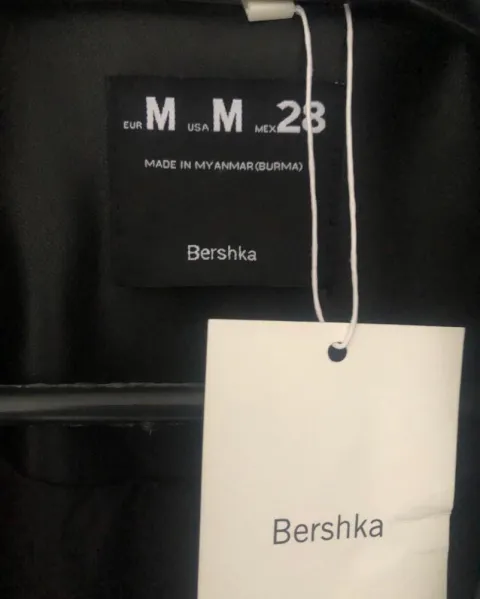 EUR M USA M MEX 28
MADE IN MYANMAR (BURMA)
Bershka
Bershka